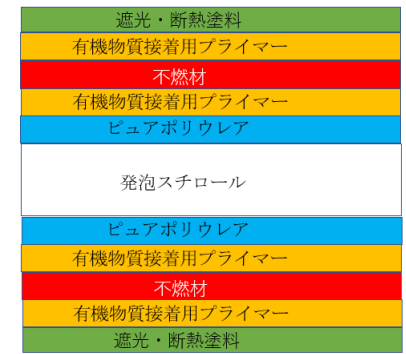 遮光・断熱塗料
有機物質接着用プライマー
不燃材
有機物質接着用プライマー
ピュアポリウレア
発泡スチロール
ピュアポリウレア
有機物質接着用プライマー
不燃材
有機物質接着用プライマー
遮光・断熱塗料